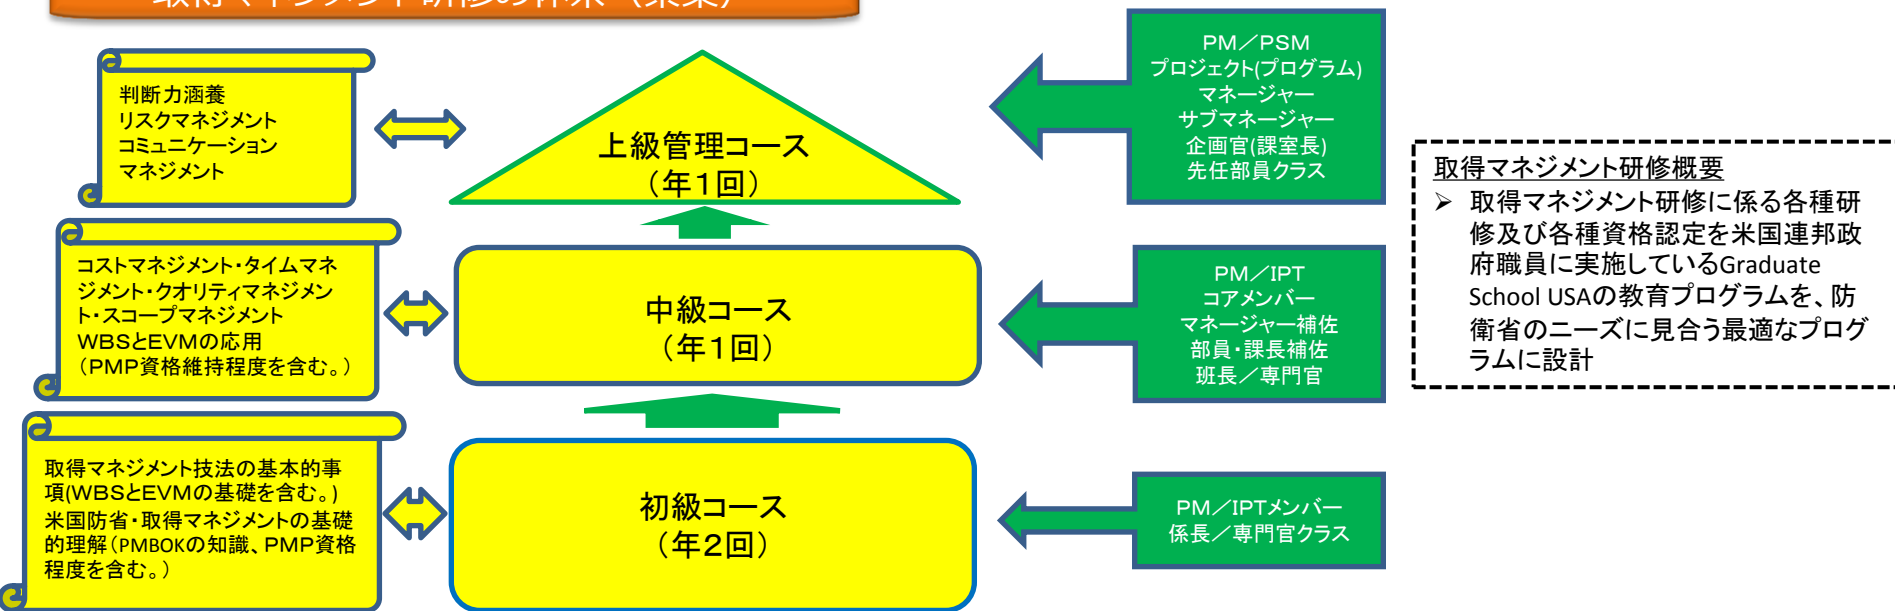 取得マネジメント研修の体系（素案）
判断力涵養
リスクマネジメント
コミュニケーション
マネジメント
上級管理コース
（年１回）
PM／PSM
プロジェクト(プログラム)
マネージャー
サブマネージャー
企画官(課室長)
先任部員クラス
コストマネジメント・タイムマネ
ジメント・クオリティマネジメン
ト・スコープマネジメント
WBSとEVMの応用
（PMP資格維持程度を含む。）
中級コース
（年１回）
PM／IPT
コアメンバー
マネージャー補佐
部員・課長補佐
班長／専門官
取得マネジメント技法の基本的事
項(WBSとEVMの基礎を含む。)
米国防省・取得マネジメントの基礎
的理解（PMBOKの知識、PMP資格
程度を含む。）
初級コース
（年２回）
PM／IPTメンバー
係長／専門官クラス
取得マネジメント研修概要
➢ 取得マネジメント研修に係る各種研
修及び各種資格認定を米国連邦政
府職員に実施しているGraduate
School USAの教育プログラムを、防
衛省のニーズに見合う最適なプログ
ラムに設計